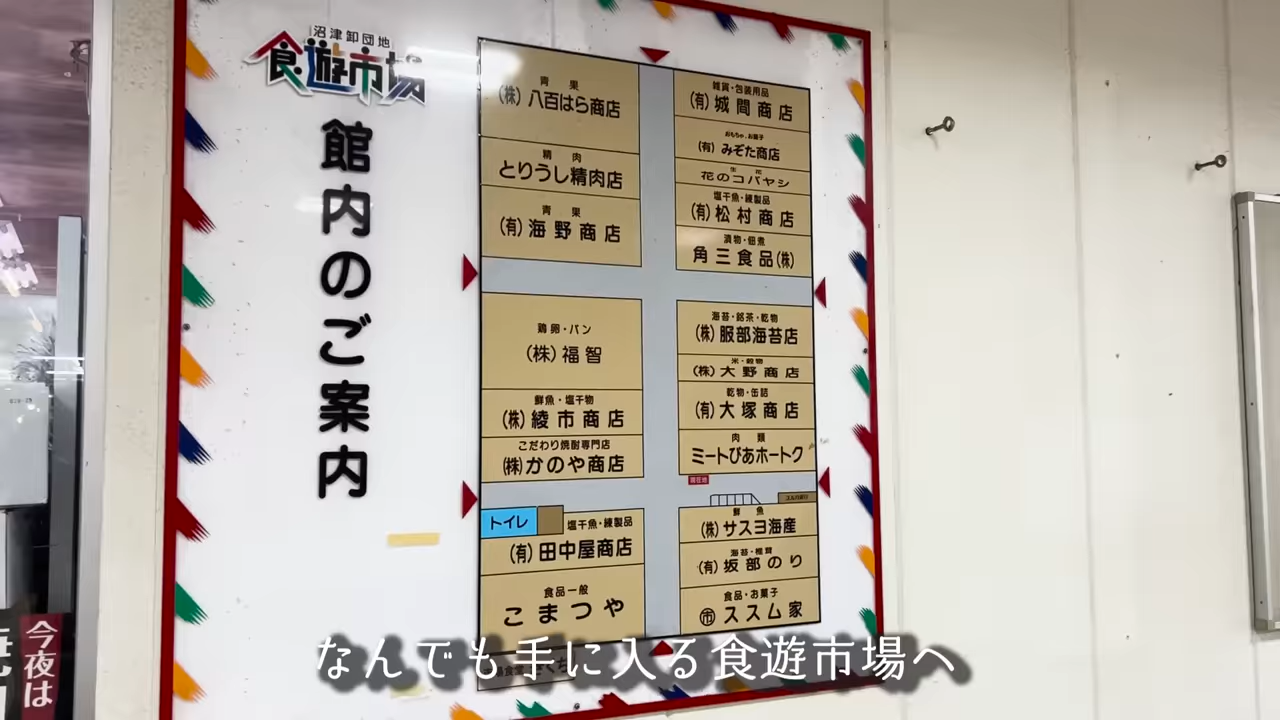 沼津卸団地
食遊市場
館内のご案内
青果
(株)八百はら商店
精肉
とりうし精肉店
青果
(有)海野商店
鶏卵・パン
(株)福智
鮮魚・塩干物
(株)綾市商店
こだわり焼酎専門店
(株)かのや商店
トイレ
塩干魚・練製品
(有)田中屋商店
食品一般
こまつや
雑貨・包装用品
(有)城間商店
おもちゃ・お菓子
(有)みぞた商店
生花
花のコバヤシ
塩干魚・練製品
(有)松村商店
漬物・佃煮
角三食品(株)
海苔・銘茶・乾物
(株)服部海苔店
米・穀物
(株)大野商店
乾物・缶詰
(有)大塚商店
肉類
ミートぴあホートク
現在地
鮮魚
(株)サスヨ海産
海苔・椎茸
(有)坂部のり
食品・お菓子
市ススム家
今夜は
なんでも手に入る食遊市場へ